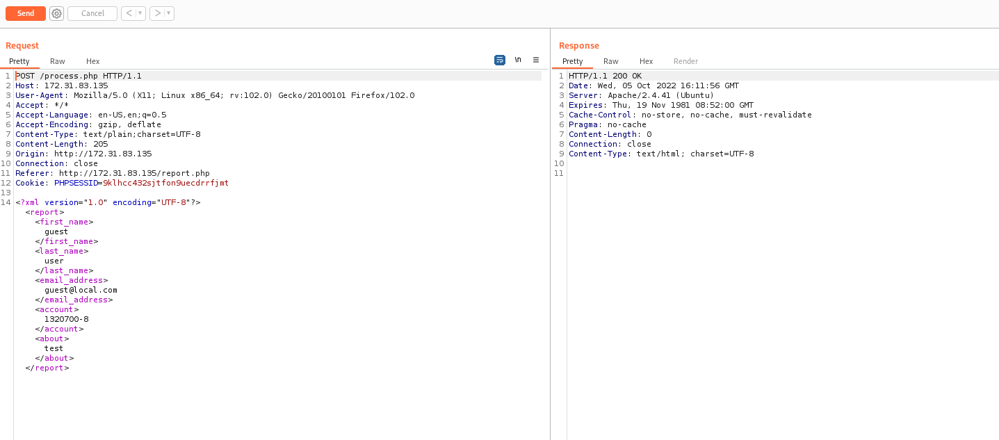 Send
Cancel
< ▼
> ▼
Request
Pretty Raw Hex
\n
1 POST /process.php HTTP/1.1
2 Host: 172.31.83.135
3 User-Agent: Mozilla/5.0 (X11; Linux x86_64; rv:102.0) Gecko/20100101 Firefox/102.0
4 Accept: */*
5 Accept-Language: en-US,en;q=0.5
6 Accept-Encoding: gzip, deflate
7 Content-Type: text/plain;charset=UTF-8
8 Content-Length: 205
9 Origin: http://172.31.83.135
10 Connection: close
11 Referer: http://172.31.83.135/report.php
12 Cookie: PHPSESSID=9klhcc432sjtfon9uecdrrfjmt
13
14 <?xml version="1.0" encoding="UTF-8"?>
<report>
<first_name>
guest
</first_name>
<last_name>
user
</last_name>
<email_address>
guest@local.com
</email_address>
<account>
1320700-8
</account>
<about>
test
</about>
</report>
Response
Pretty Raw Hex Render
1 HTTP/1.1 200 OK
2 Date: Wed, 05 Oct 2022 16:11:56 GMT
3 Server: Apache/2.4.41 (Ubuntu)
4 Expires: Thu, 19 Nov 1981 08:52:00 GMT
5 Cache-Control: no-store, no-cache, must-revalidate
6 Pragma: no-cache
7 Content-Length: 0
8 Connection: close
9 Content-Type: text/html; charset=UTF-8
10
11